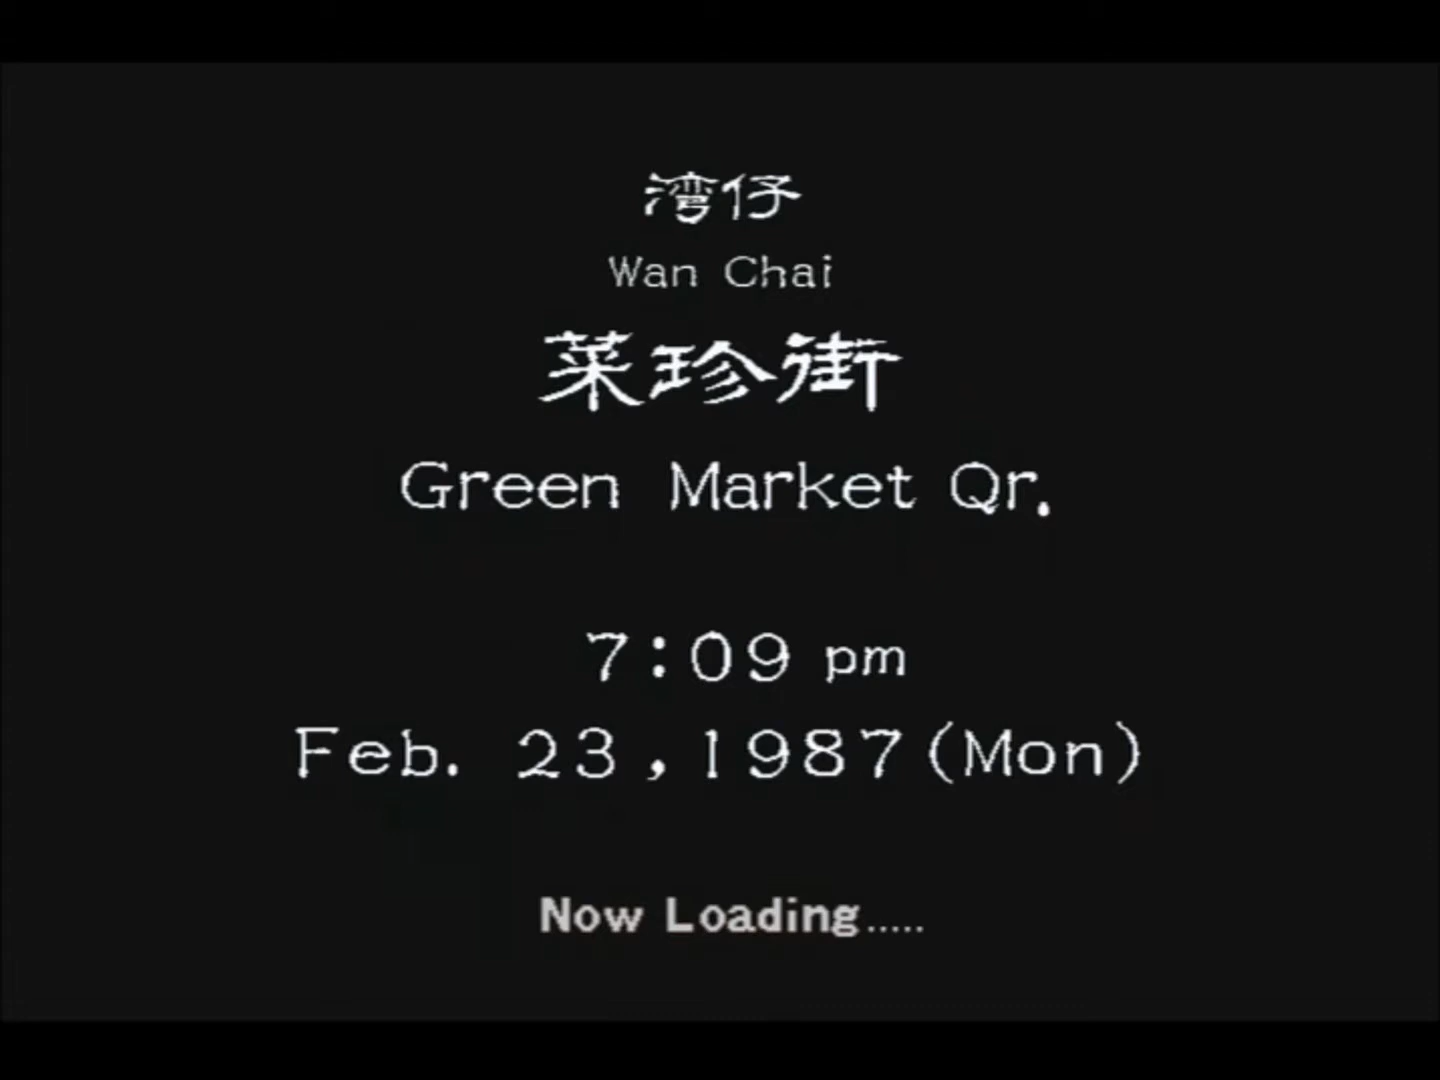 湾仔
Wan Chai
菜珍街
Green Market Qr.
7:09 pm
Feb. 23,1987(Mon)
Now Loading.....